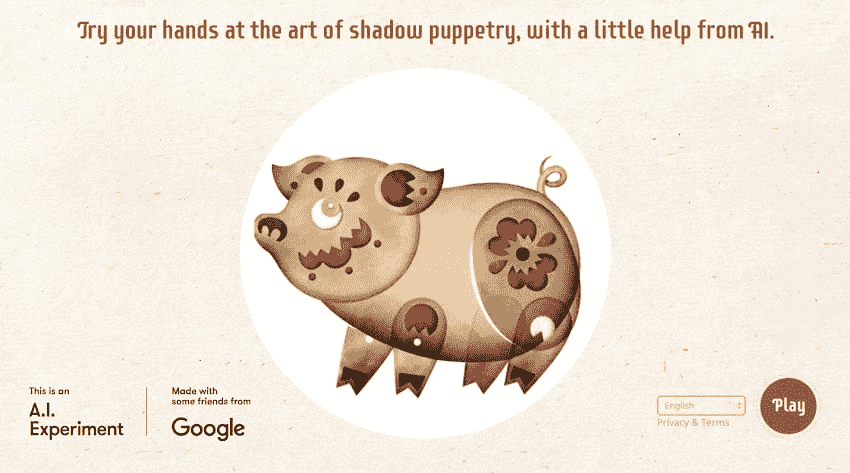 Try your hands at the art of shadow puppetry, with a little help from AI.
This is an
A.I.
Experiment
Made with
some friends from
Google
English
Privacy & Terms
Play